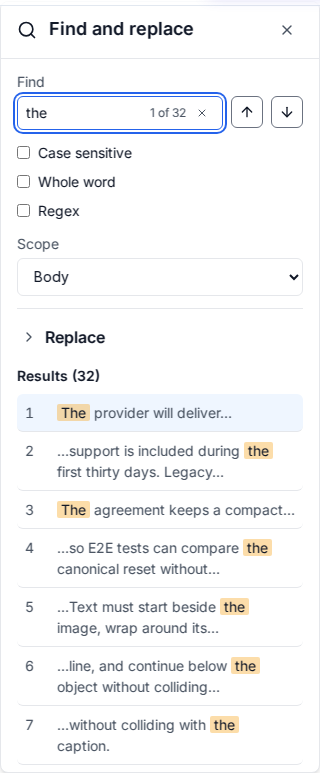 Find and replace
Find
the 1 of 32
Case sensitive
Whole word
Regex
Scope
Body
Replace
Results (32)
1 The provider will deliver...
2 ...support is included during the
first thirty days. Legacy...
3 The agreement keeps a compact...
4 ...so E2E tests can compare the
canonical reset without...
5 ...Text must start beside the
image, wrap around its...
6 ...line, and continue below the
object without colliding...
7 ...without colliding with the
caption.